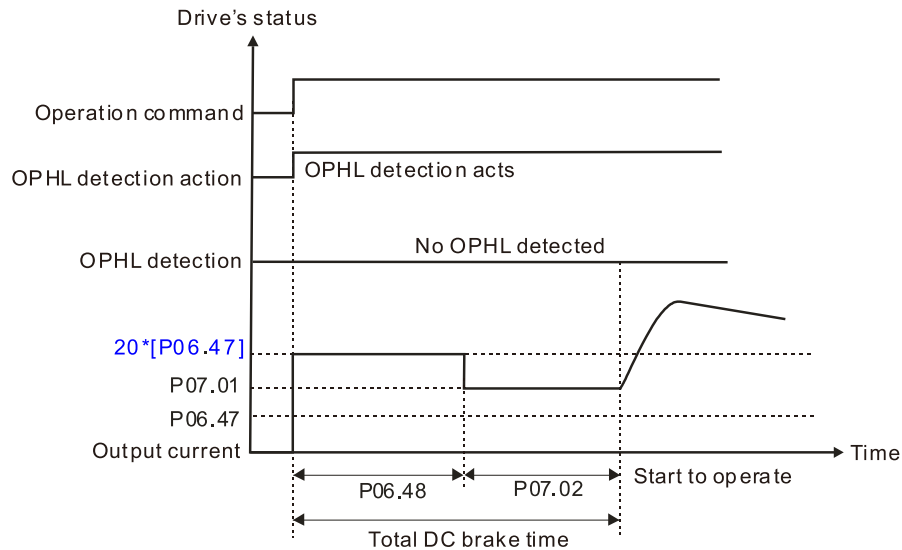 Drive's status
Operation command
OPHL detection action
OPHL detection acts
OPHL detection
No OPHL detected
20*[P06.47]
P07.01
P06.47
Output current
Time
P06.48
P07.02
Start to operate
Total DC brake time